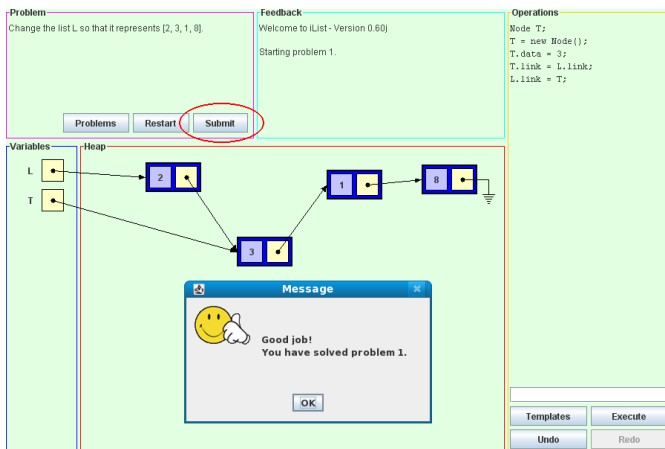 Problem
Change the list L so that it represents [2, 3, 1, 8].
Problems
Restart
Submit
Feedback
Welcome to iList - Version 0.60j
Starting problem 1.
Operations
Node T;
T = new Node();
T.data = 3;
T.link = L.link;
L.link = T;
Variables
L
T
Heap
2
1
8
3
Message
Good job!
You have solved problem 1.
OK
Templates
Execute
Undo
Redo